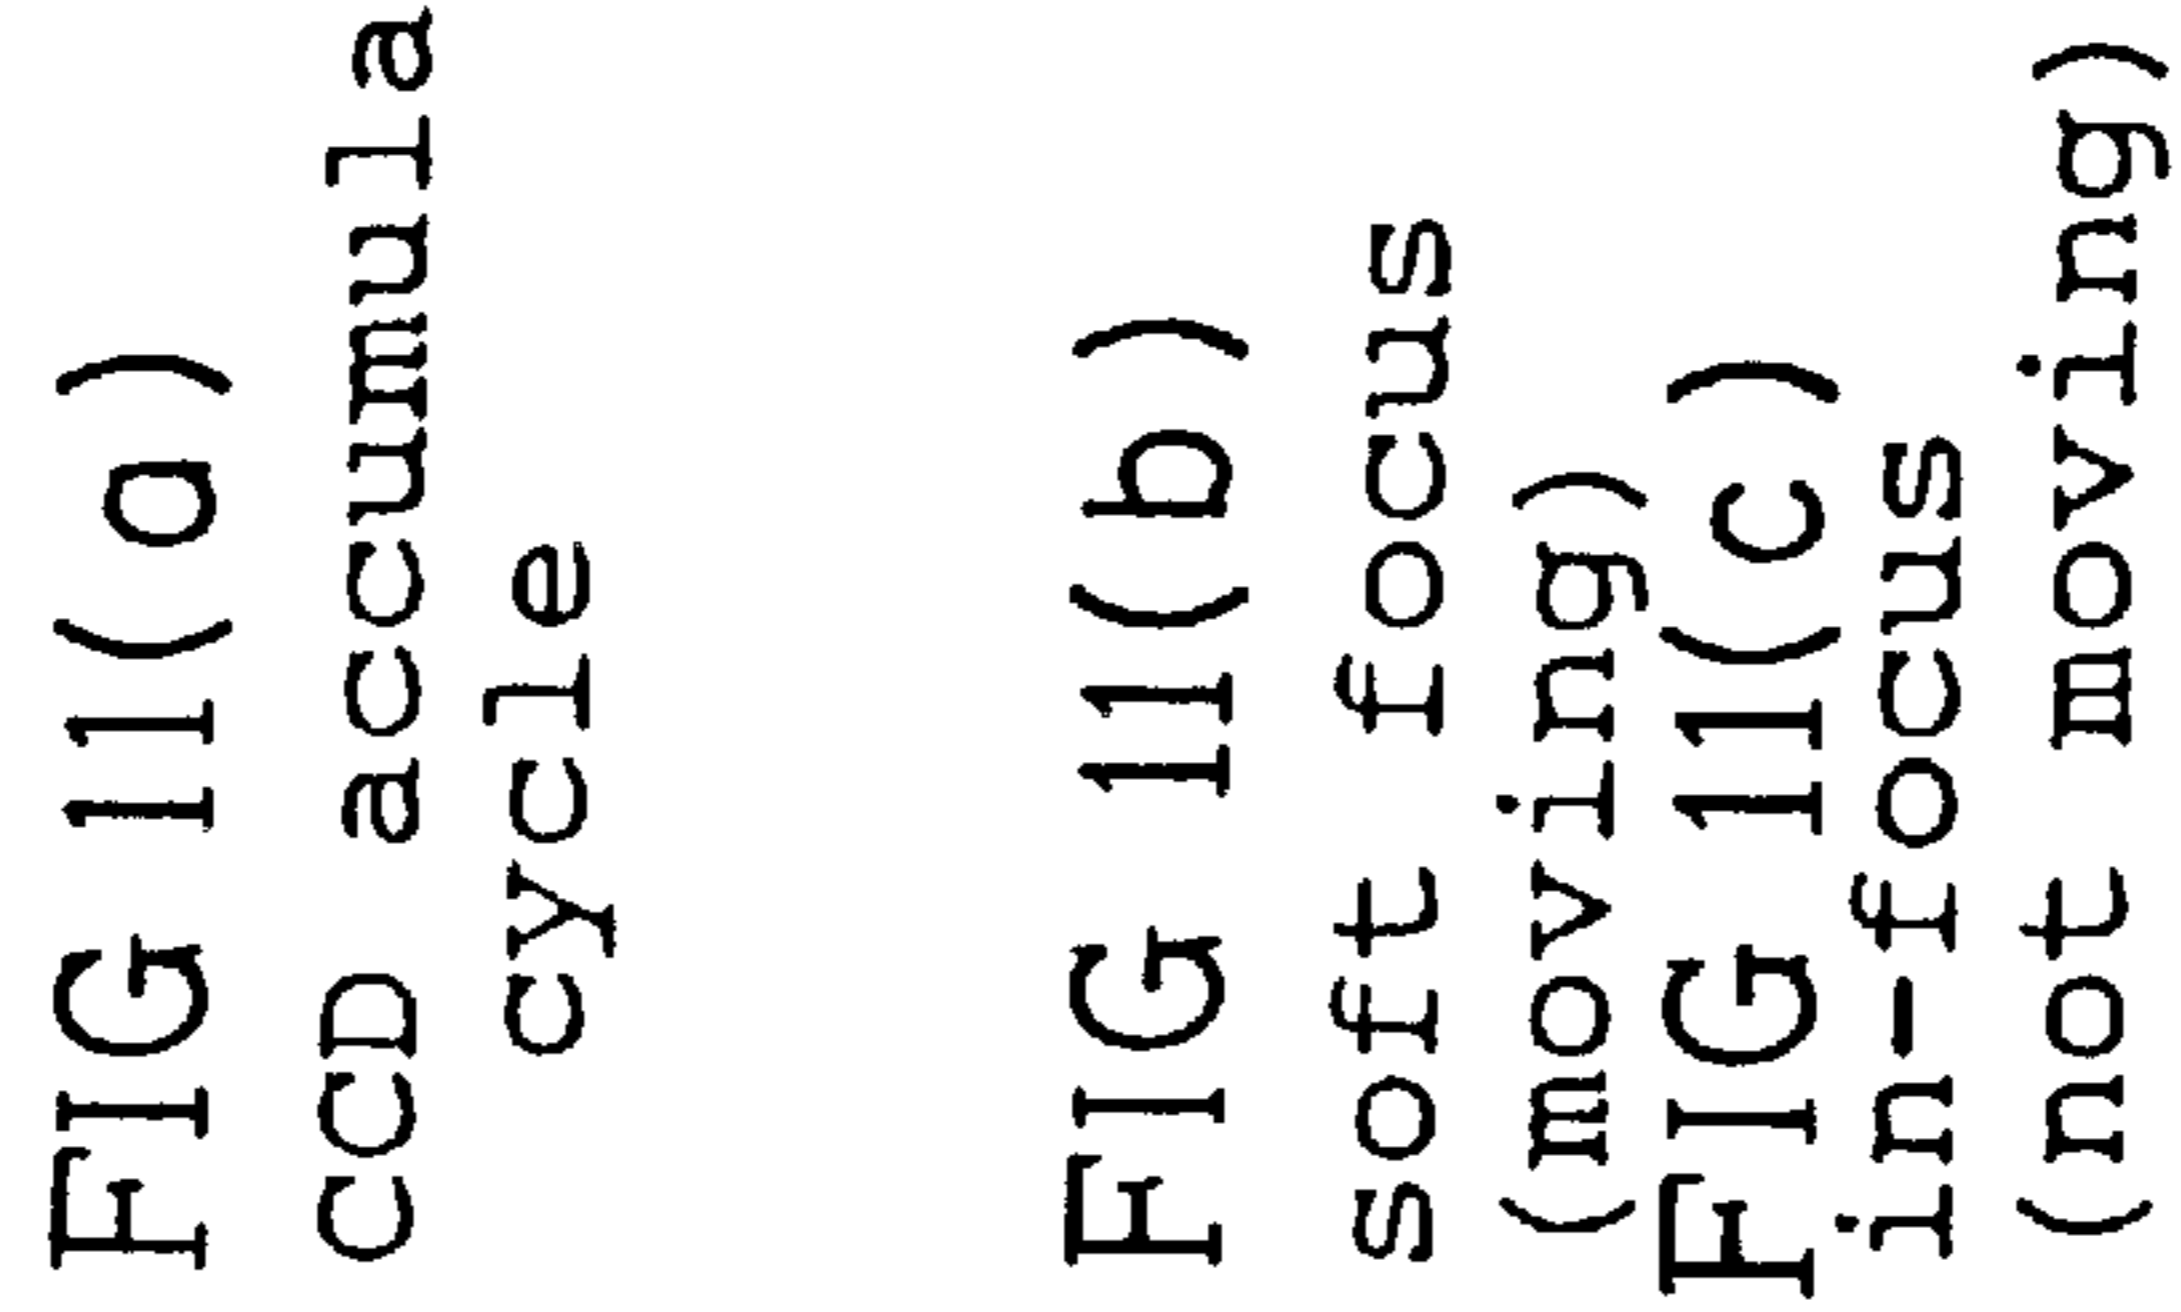 FIG 11(a)
CCD accumula
cycle
FIG 11(b)
soft focus
(moving)
FIG 11(c)
in-focus
(not moving)